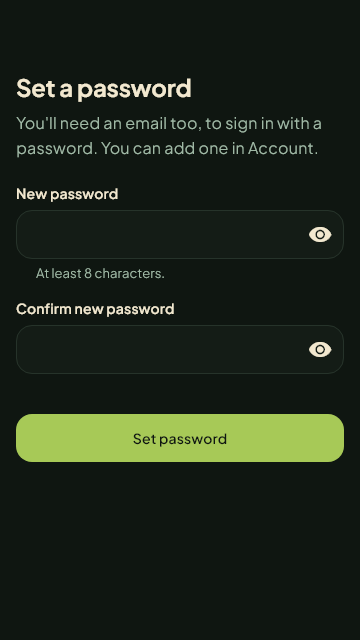 Set a password
You'll need an email too, to sign in with a
password. You can add one in Account.
New password
At least 8 characters.
Confirm new password
Set password